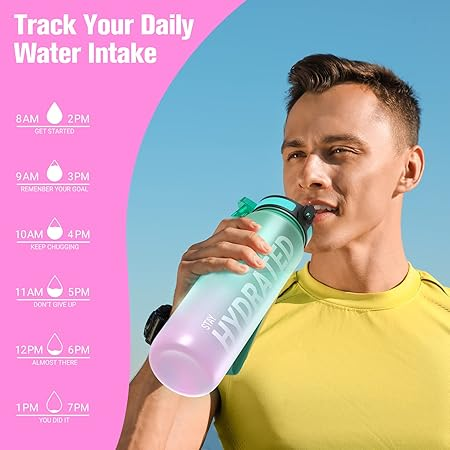 Track Your Daily
Water Intake
8AM 2PM
GET STARTED
9AM 3PM
REMENBER YOUR GOAL
10AM 4PM
KEEP CHUGGING
11AM 5PM
DON'T GIVE UP
12PM 6PM
ALMOST THERE
1PM 7PM
YOU DID IT
STAY
HYDRATED